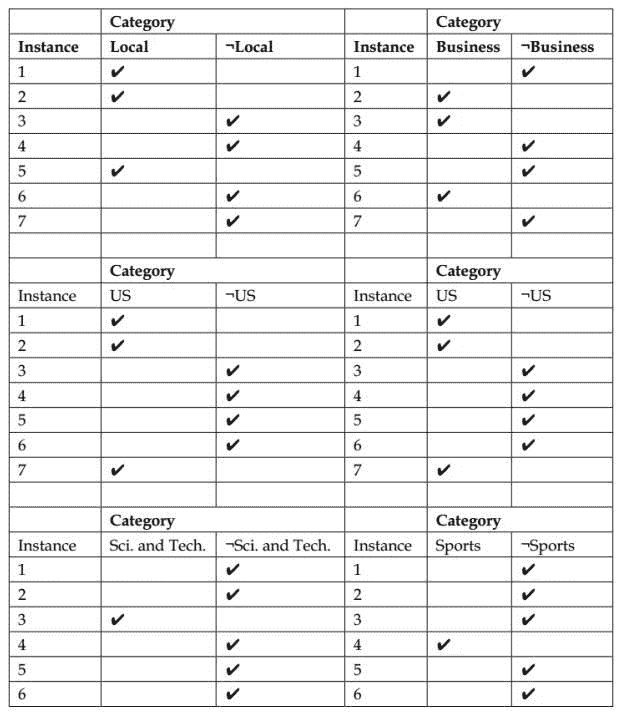 Category Category
Instance Local ¬Local Instance Business ¬Business
1 ✔ 1 ✔
2 ✔ 2 ✔
3 ✔ 3 ✔
4 ✔ 4 ✔
5 ✔ 5 ✔
6 ✔ 6 ✔
7 ✔ 7 ✔
Category Category
Instance US ¬US Instance US ¬US
1 ✔ 1 ✔
2 ✔ 2 ✔
3 ✔ 3 ✔
4 ✔ 4 ✔
5 ✔ 5 ✔
6 ✔ 6 ✔
7 ✔ 7 ✔
Category Category
Instance Sci. and Tech. ¬Sci. and Tech. Instance Sports ¬Sports
1 ✔ 1 ✔
2 ✔ 2 ✔
3 ✔ 3 ✔
4 ✔ 4 ✔
5 ✔ 5 ✔
6 ✔ 6 ✔